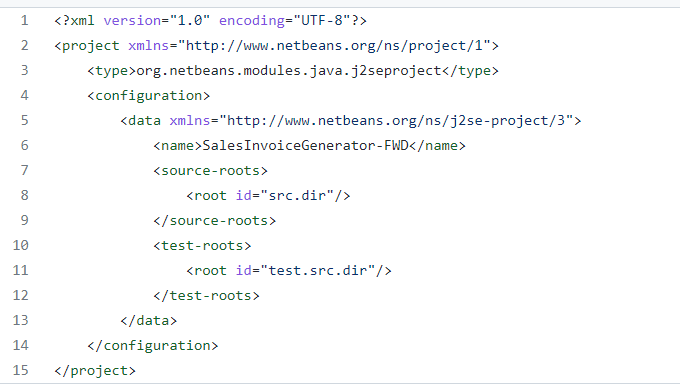 1 <?xml version="1.0" encoding="UTF-8"?>
2 <project xmlns="http://www.netbeans.org/ns/project/1">
3     <type>org.netbeans.modules.java.j2seproject</type>
4     <configuration>
5         <data xmlns="http://www.netbeans.org/ns/j2se-project/3">
6             <name>SalesInvoiceGenerator-FWD</name>
7             <source-roots>
8                 <root id="src.dir"/>
9             </source-roots>
10             <test-roots>
11                 <root id="test.src.dir"/>
12             </test-roots>
13         </data>
14     </configuration>
15 </project>